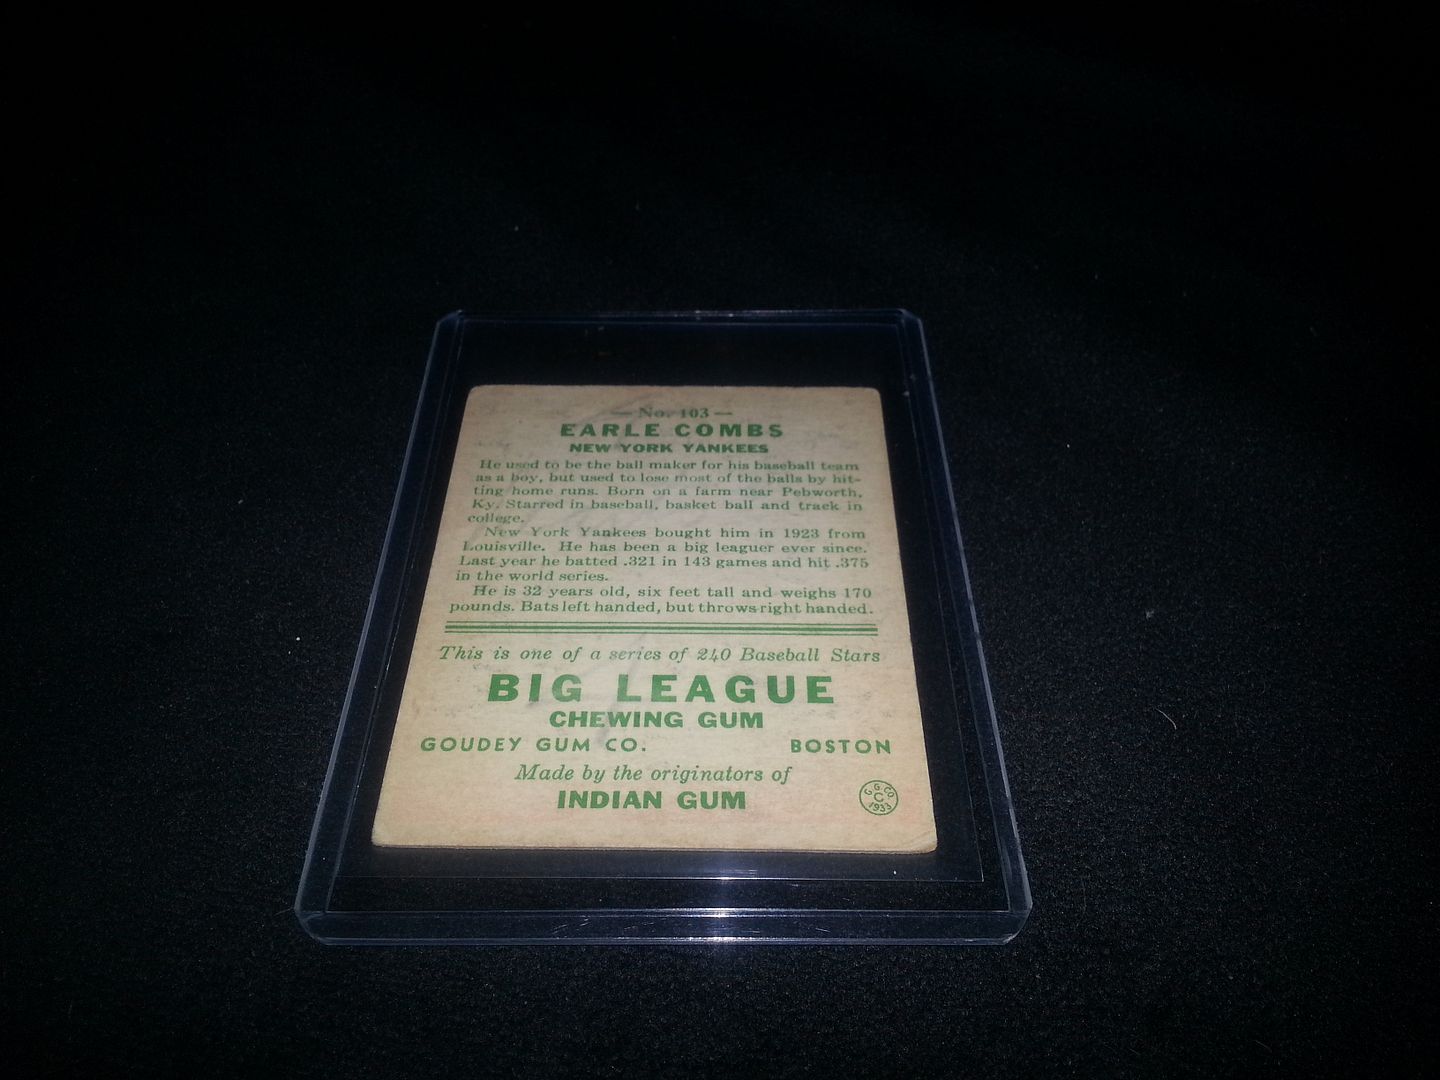 — No. 103 —
EARLE COMBS
NEW YORK YANKEES
He used to be the ball maker for his baseball team
as a boy, but used to lose most of the balls by hit-
ting home runs. Born on a farm near Pebworth,
Ky. Starred in baseball, basket ball and track in
college.
New York Yankees bought him in 1923 from
Louisville. He has been a big leaguer ever since.
Last year he batted .321 in 143 games and hit .375
in the world series.
He is 32 years old, six feet tall and weighs 170
pounds. Bats left handed, but throws right handed.
This is one of a series of 240 Baseball Stars
BIG LEAGUE
CHEWING GUM
GOUDEY GUM CO. BOSTON
Made by the originators of
INDIAN GUM
G. G. CO
C
1933